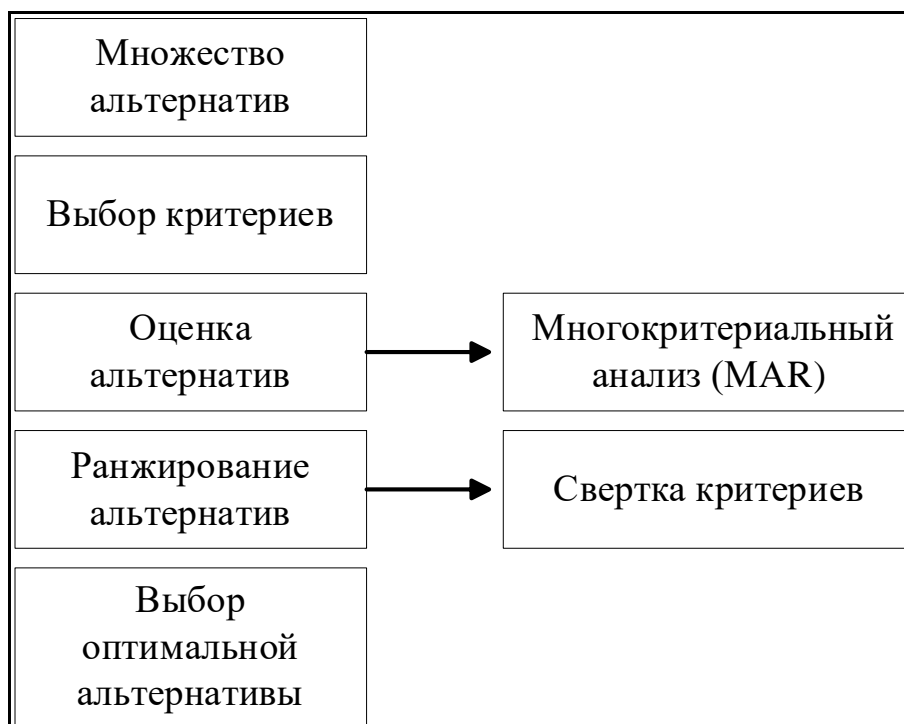 Множество
альтернатив
Выбор критериев
Оценка
альтернатив
Многокритериальный
анализ (MAR)
Ранжирование
альтернатив
Свертка критериев
Выбор
оптимальной
альтернативы